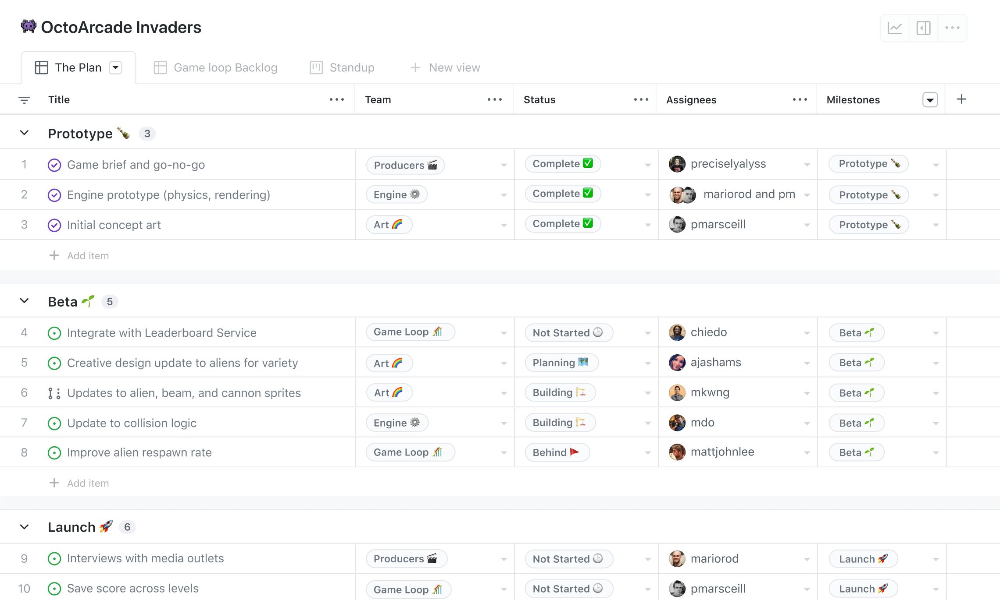 OctoArcade Invaders
The Plan Game loop Backlog Standup New view
Title Team Status Assignees Milestones
Prototype 3
1 Game brief and go-no-go Producers Complete preciselyalyss Prototype
2 Engine prototype (physics, rendering) Engine Complete mariorod and pm Prototype
3 Initial concept art Art Complete pmarsceill Prototype
Add item
Beta 5
4 Integrate with Leaderboard Service Game Loop Not Started chiedo Beta
5 Creative design update to aliens for variety Art Planning ajashams Beta
6 Updates to alien, beam, and cannon sprites Art Building mkwng Beta
7 Update to collision logic Engine Building mdo Beta
8 Improve alien respawn rate Game Loop Behind mattjohnlee Beta
Add item
Launch 6
9 Interviews with media outlets Producers Not Started mariorod Launch
10 Save score across levels Game Loop Not Started pmarsceill Launch